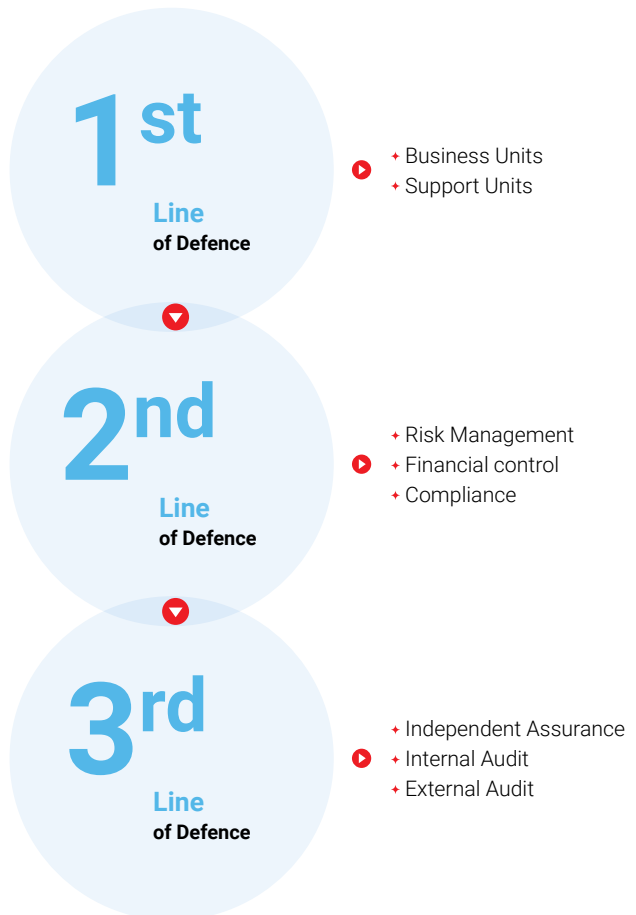 1st
Line
of Defence
Business Units
Support Units
2nd
Line
of Defence
Risk Management
Financial control
Compliance
3rd
Line
of Defence
Independent Assurance
Internal Audit
External Audit